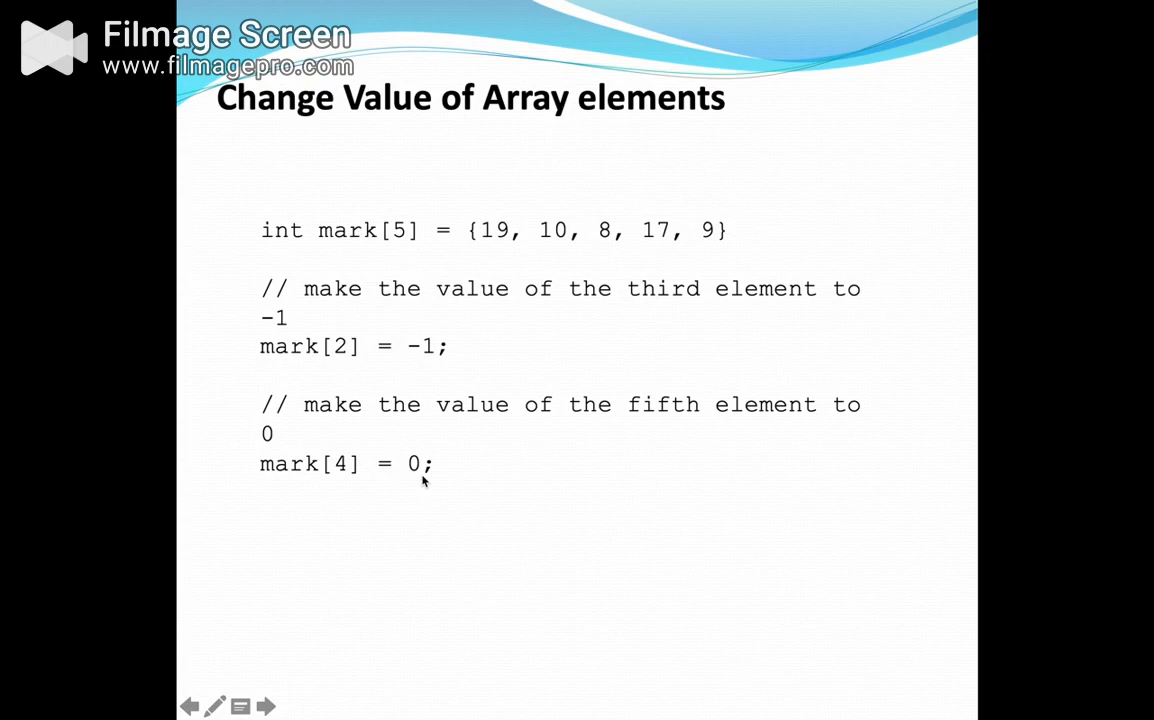 Filmage Screen
www.filmagepro.com
Change Value of Array elements
int mark[5] = {19, 10, 8, 17, 9}
// make the value of the third element to
-1
mark[2] = -1;
// make the value of the fifth element to
0
mark[4] = 0;